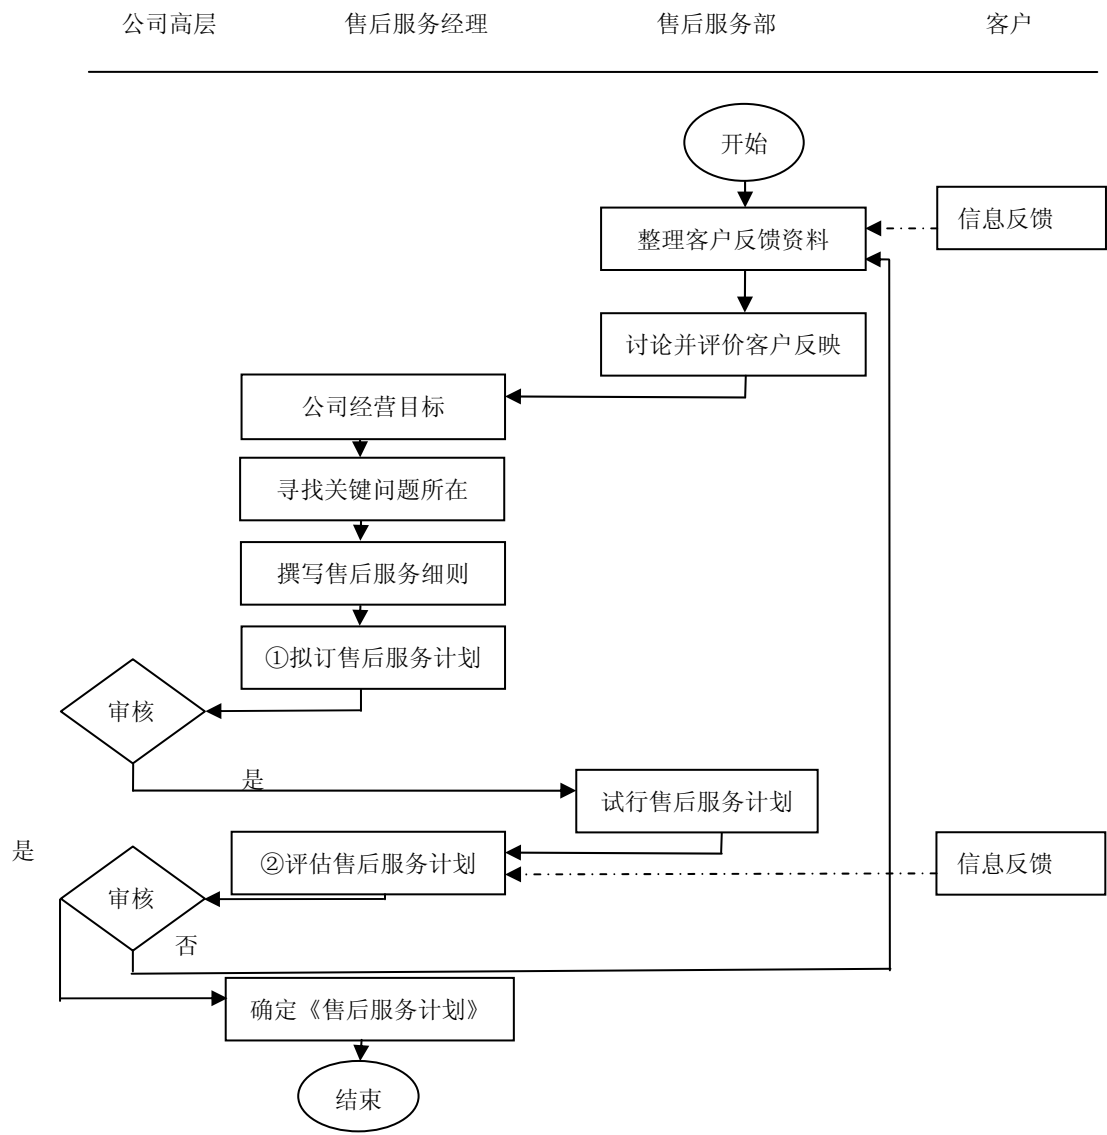 公司高层 售后服务经理 售后服务部 客户
开始
信息反馈
整理客户反馈资料
讨论并评价客户反映
公司经营目标
寻找关键问题所在
撰写售后服务细则
①拟订售后服务计划
审核
是
试行售后服务计划
是
②评估售后服务计划
信息反馈
审核
否
确定《售后服务计划》
结束